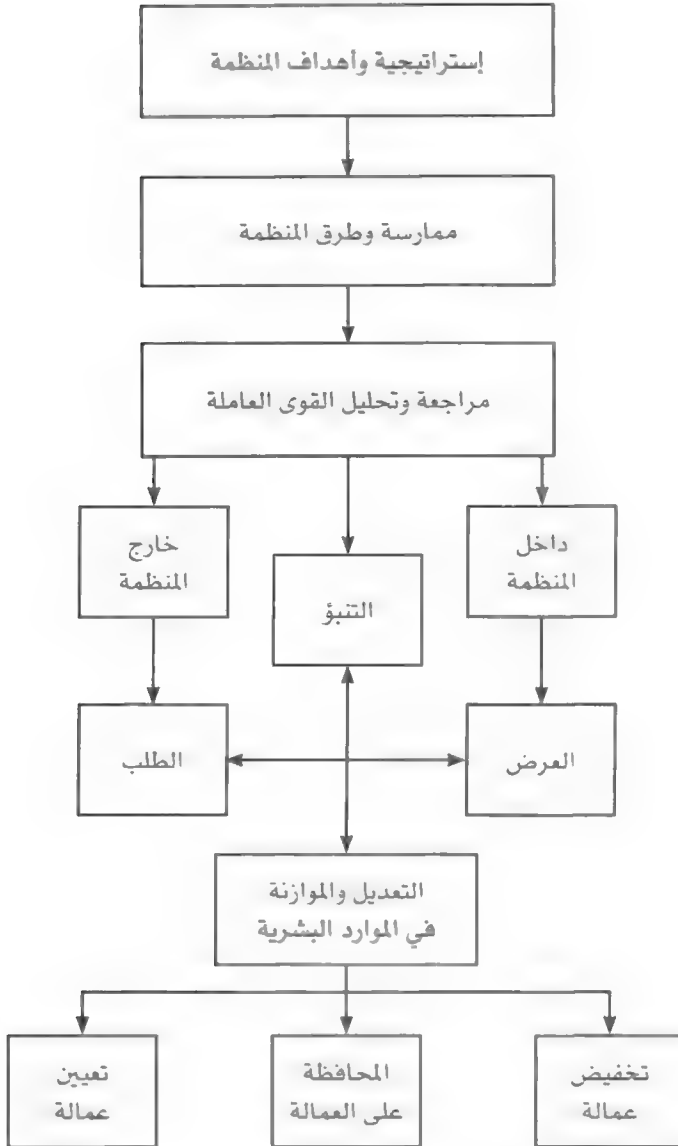 إستراتيجية وأهداف المنظمة
ممارسة وطرق المنظمة
مراجعة وتحليل القوى العاملة
داخل
المنظمة
خارج
المنظمة
التنبؤ
العرض
الطلب
التعديل والموازنة
في الموارد البشرية
تخفيض
عمالة
المحافظة
على العمالة
تعيين
عمالة